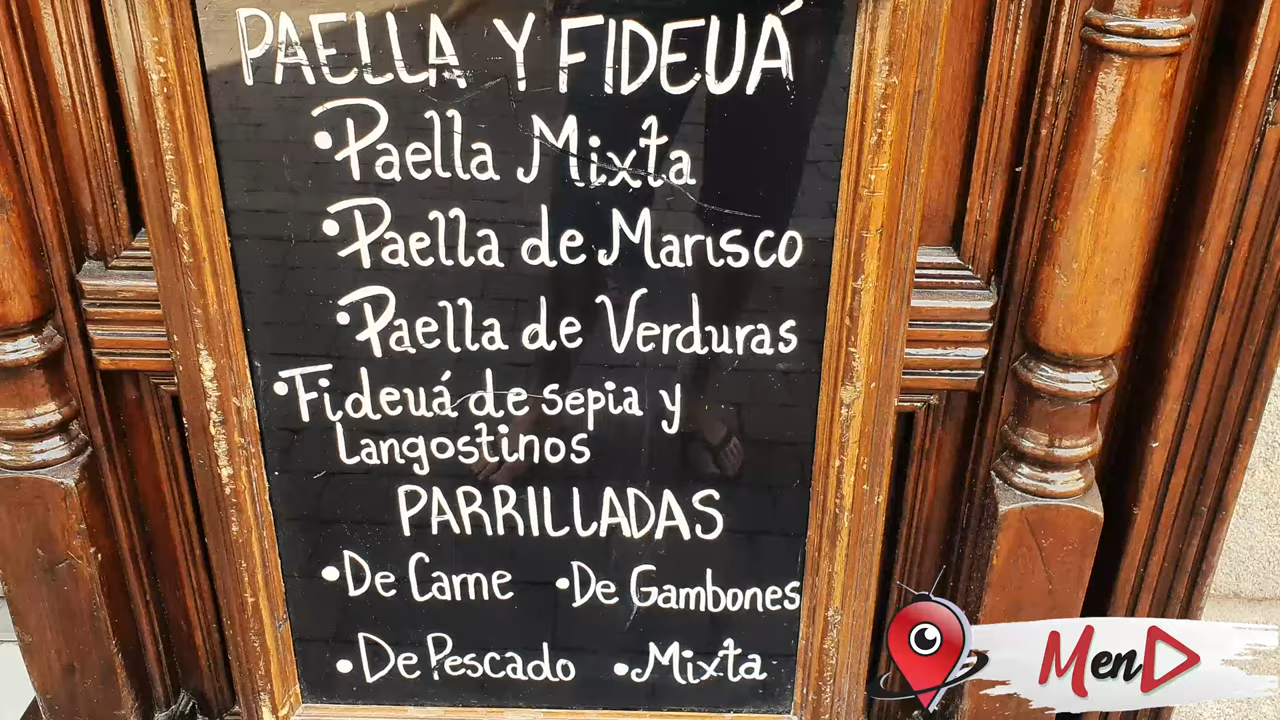 PAELLA Y FIDEUÁ
•Paella Mixta
•Paella de Marisco
•Paella de Verduras
•Fideuá de sepia y
Langostinos
PARRILLADAS
•De Carne •De Gambones
•De Pescado •Mixta
MenD